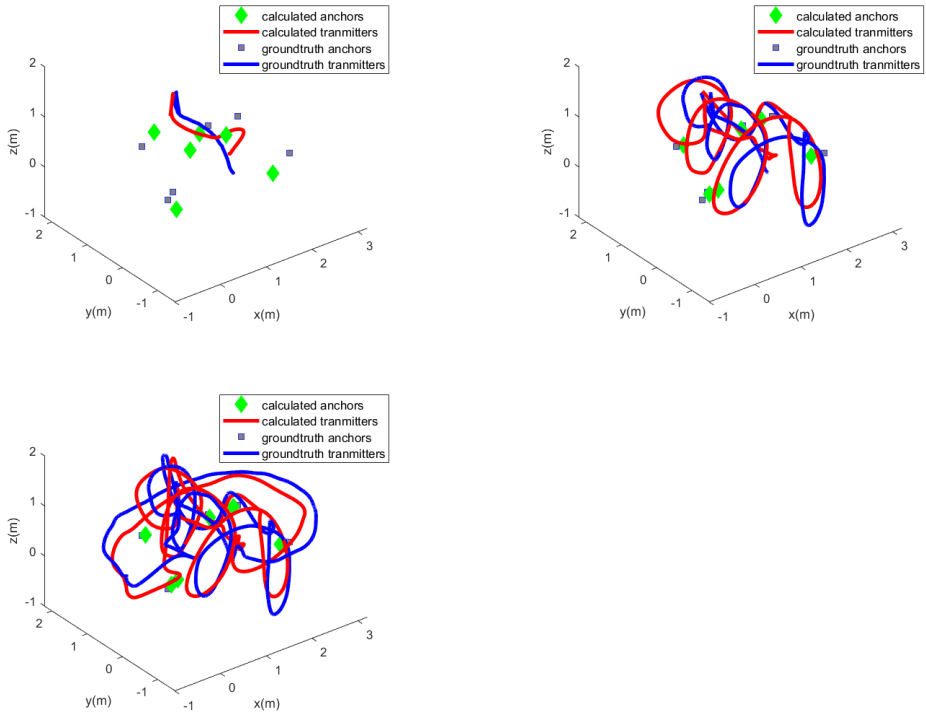 calculated anchors
calculated tranmitters
groundtruth anchors
groundtruth tranmitters
2
1
0
-1
z(m)
2
1
0
-1
y(m)
-1
0
1
2
3
x(m)
calculated anchors
calculated tranmitters
groundtruth anchors
groundtruth tranmitters
2
1
0
-1
z(m)
2
1
0
-1
y(m)
-1
0
1
2
3
x(m)
calculated anchors
calculated tranmitters
groundtruth anchors
groundtruth tranmitters
2
1
0
-1
z(m)
2
1
0
-1
y(m)
-1
0
1
2
3
x(m)